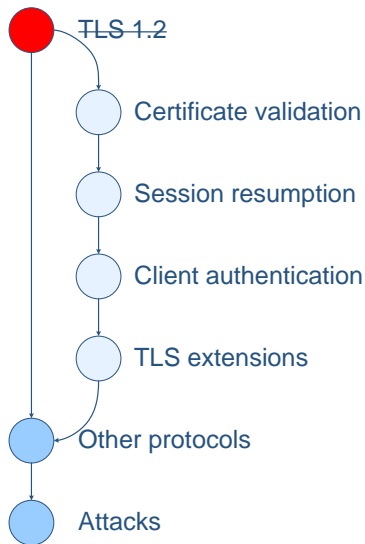 TLS 1.2
Certificate validation
Session resumption
Client authentication
TLS extensions
Other protocols
Attacks